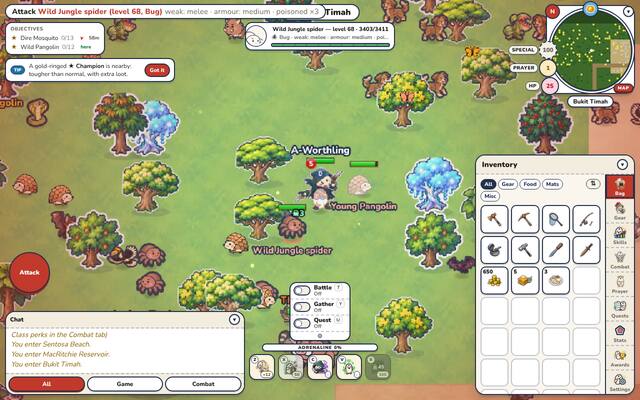 Attack Wild Jungle spider (level 68, Bug) weak: melee · armour: medium · poisoned ×3
Timah
OBJECTIVES
Dire Mosquito 0/13 58m
Wild Pangolin 0/12 here
Wild Jungle spider — level 68 · 3403/3411
Bug · weak: melee · armour: medium · poi...
TIP
A gold-ringed ★ Champion is nearby: tougher than normal, with extra loot.
Got it
N
SPECIAL 100
PRAYER 1
HP 25
MAP
Bukit Timah
A-Worthling
5
Young Pangolin
3
Wild Jungle spider
Attack
Inventory
All
Gear
Food
Mats
Misc
650
5
3
Bag
Gear
Skills
Combat
Prayer
Quests
Stats
Awards
Settings
Battle
Off
Gather
Off
Quest
Off
ADRENALINE 0%
Z
X
C
V
Chat
Class perks in the Combat tab)
You enter Sentosa Beach.
You enter MacRitchie Reservoir.
You enter Bukit Timah.
All
Game
Combat